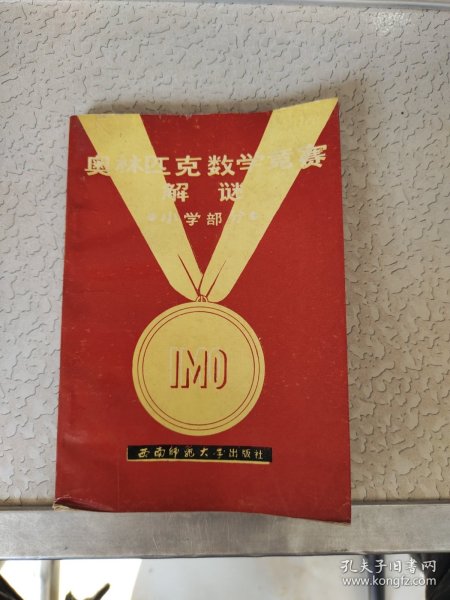 奥林匹克数学竞赛
解谜
•小学部分•
IMO
西南师范大学出版社
孔夫子旧书网
www.kongfz.com